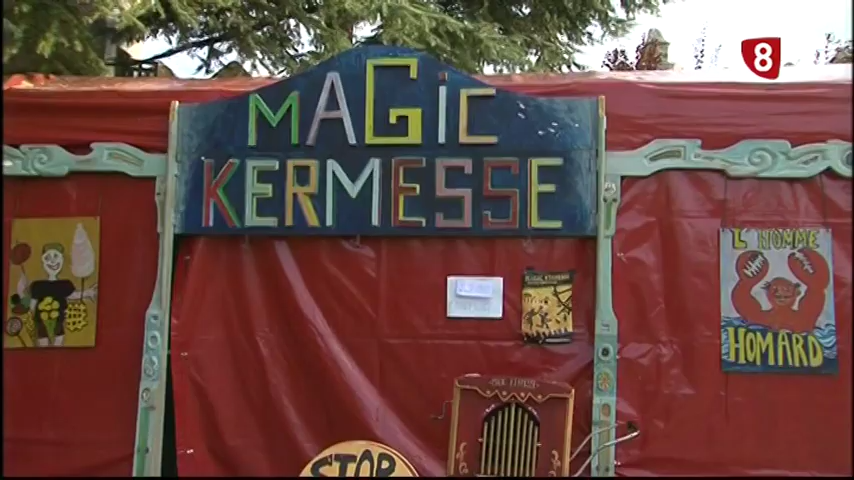 8
MAGIC
KERMESSE
L'HOMME
HOMARD
STOP